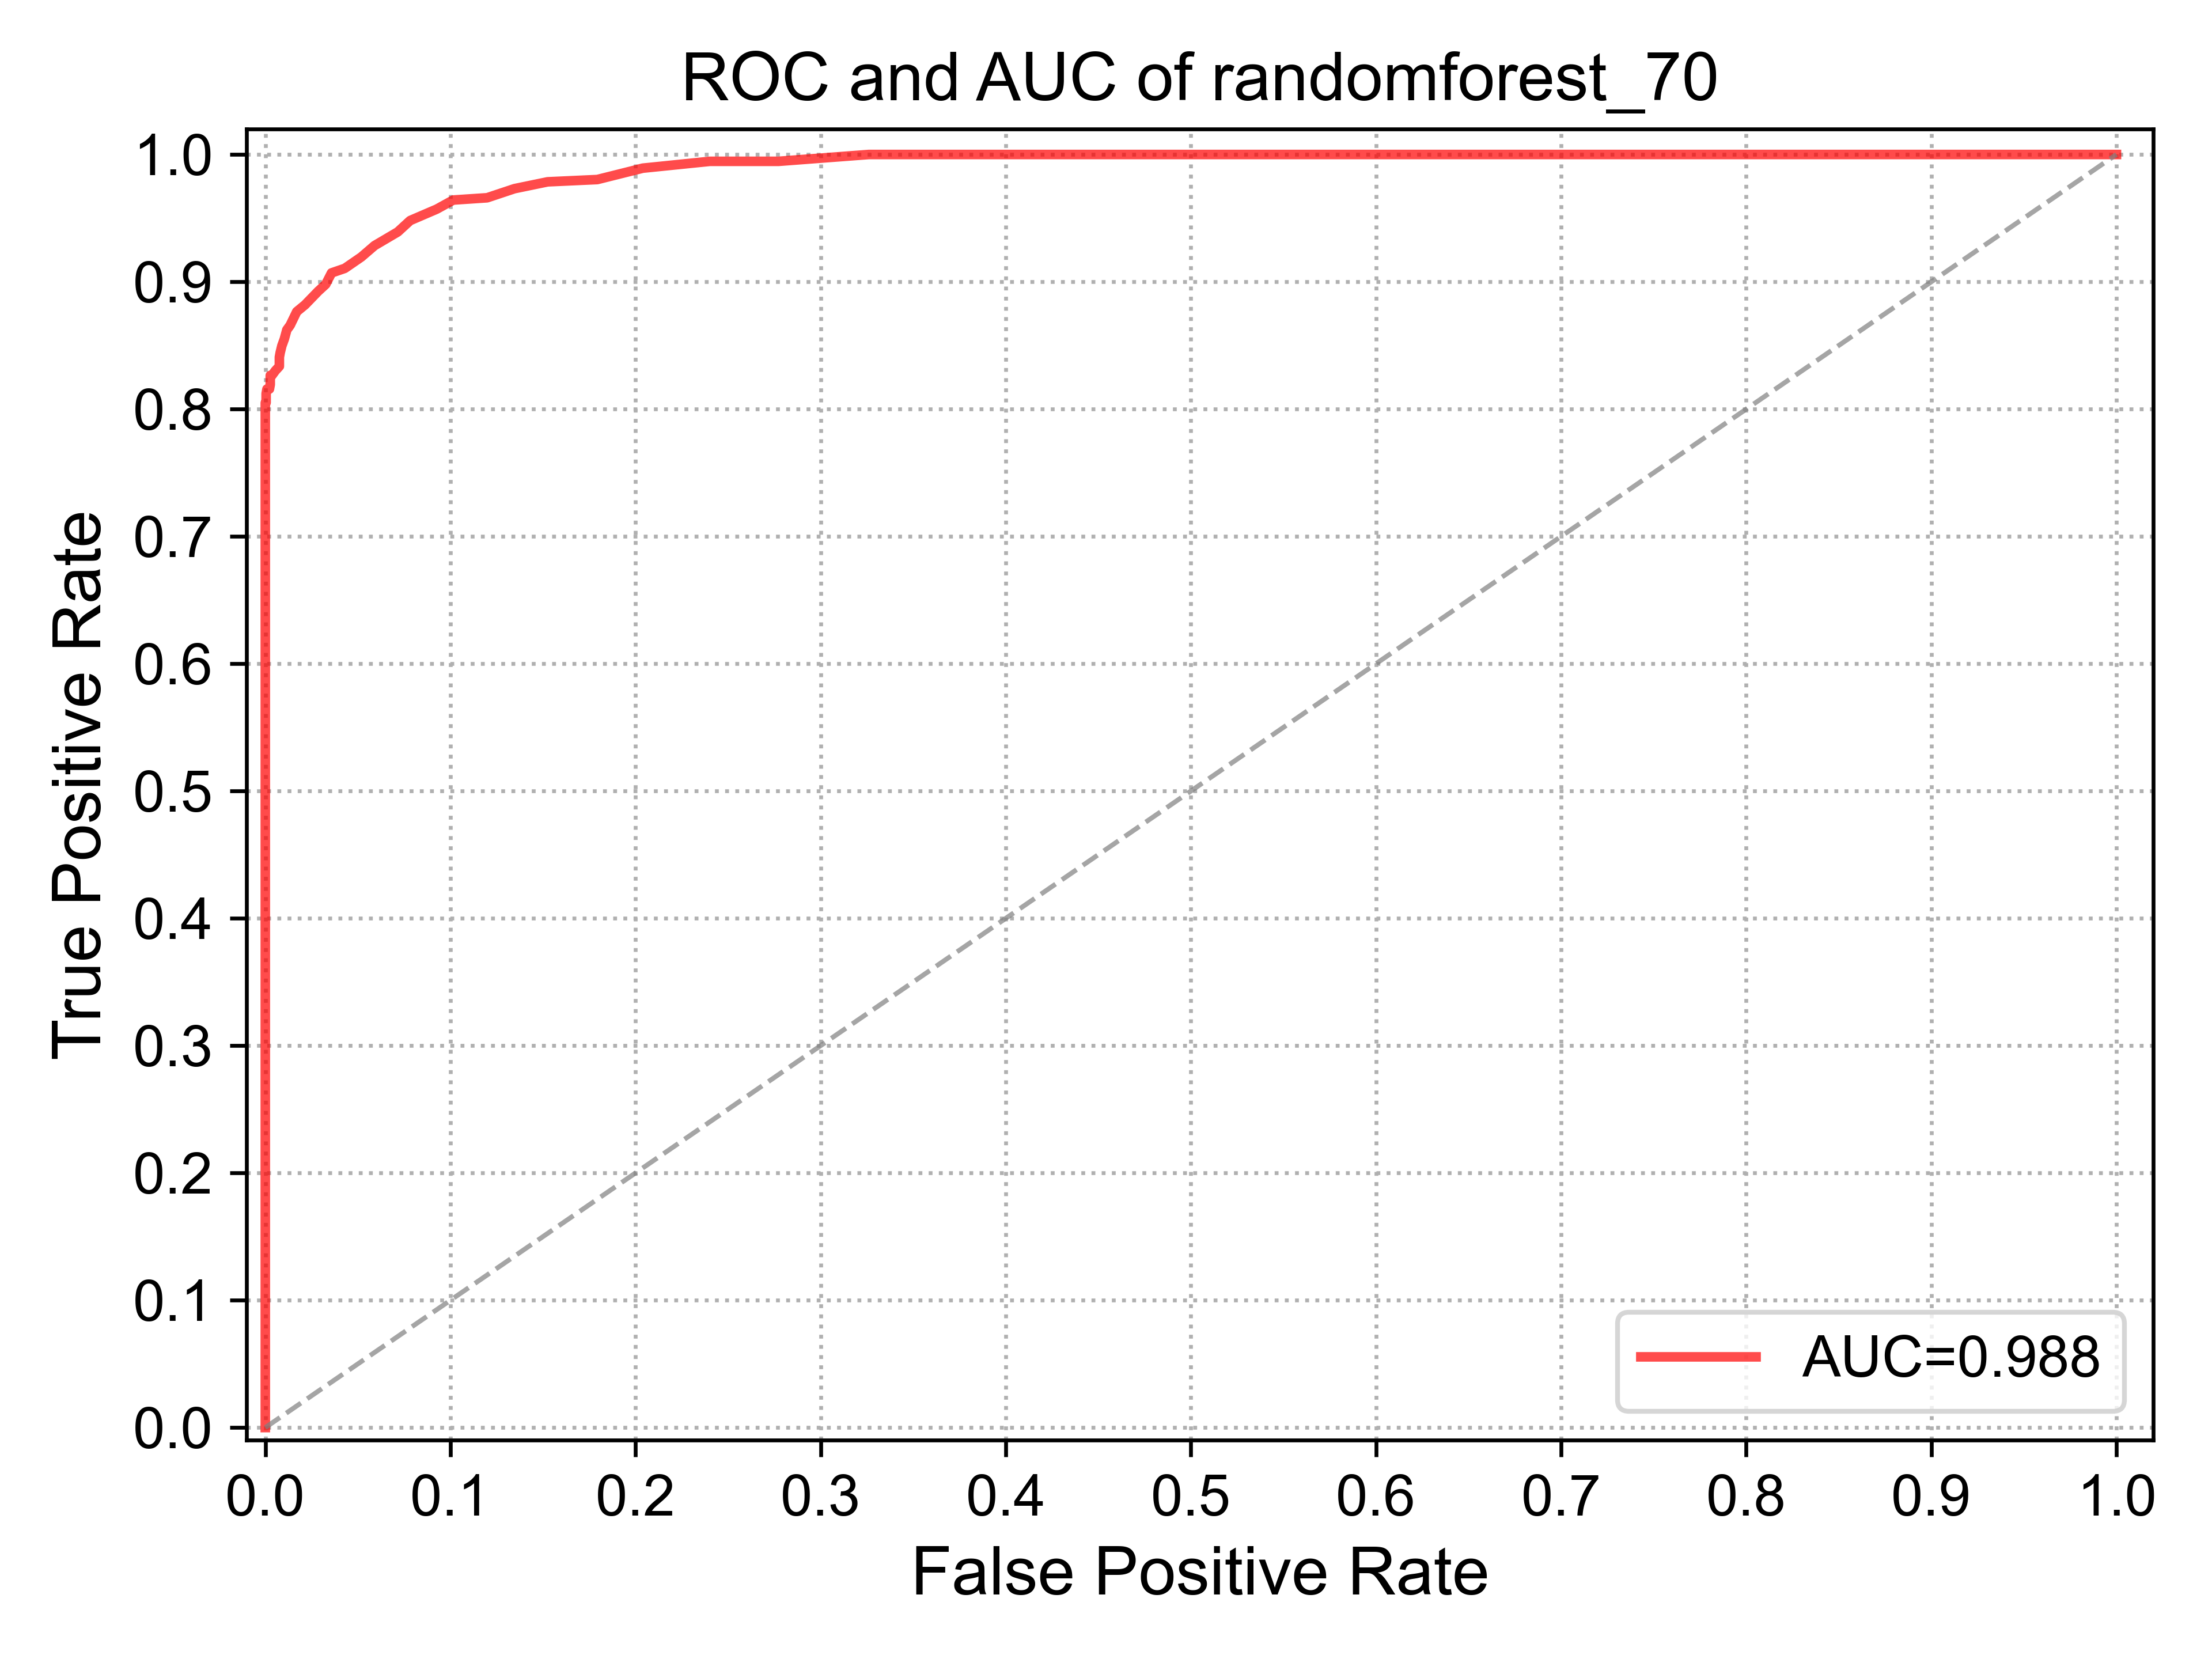 ROC and AUC of randomforest_70
1.0
0.9
0.8
0.7
0.6
0.5
0.4
0.3
0.2
0.1
0.0
True Positive Rate
AUC=0.988
0.0 0.1 0.2 0.3 0.4 0.5 0.6 0.7 0.8 0.9 1.0
False Positive Rate